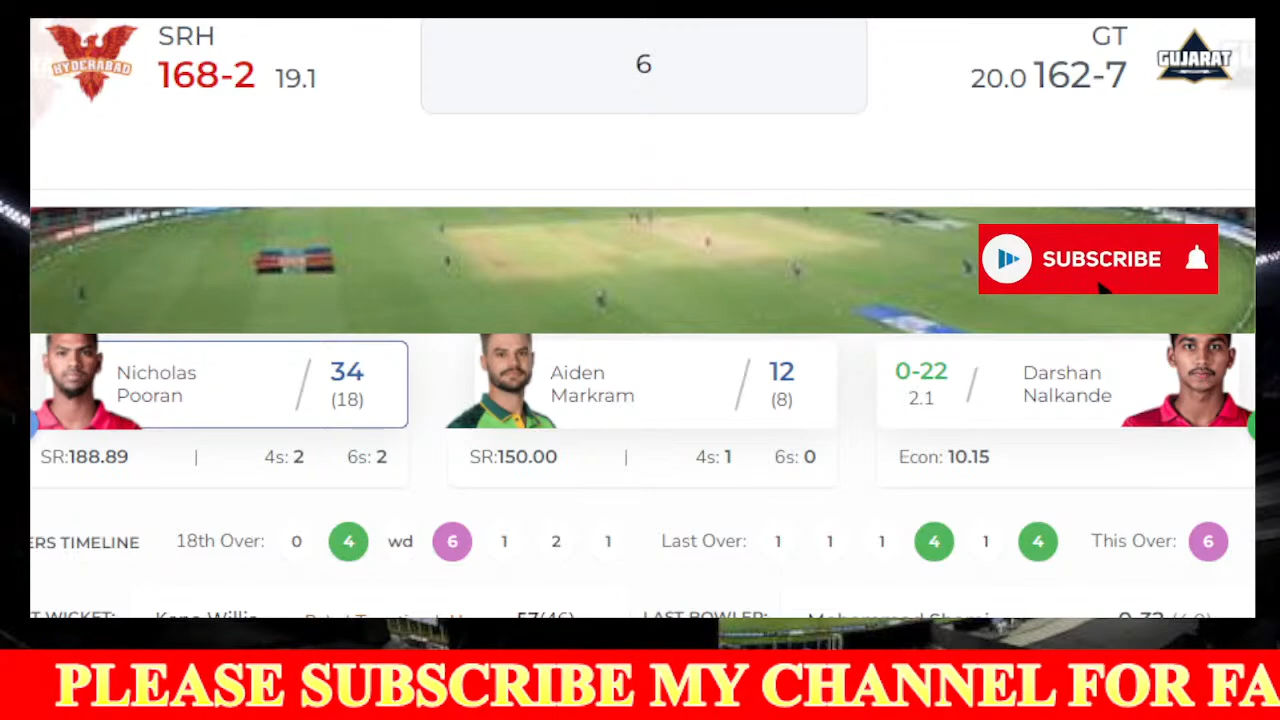 SRH
168-2 19.1
6
GT
20.0 162-7
HYDERABAD
GUJARAT
SUBSCRIBE
Nicholas
Pooran
34
(18)
Aiden
Markram
12
(8)
0-22
2.1
Darshan
Nalkande
SR:188.89 | 4s: 2 6s: 2
SR:150.00 | 4s: 1 6s: 0
Econ: 10.15
ERS TIMELINE 18th Over: 0 4 wd 6 1 2 1 Last Over: 1 1 1 4 1 4 This Over: 6
PLEASE SUBSCRIBE MY CHANNEL FOR FA